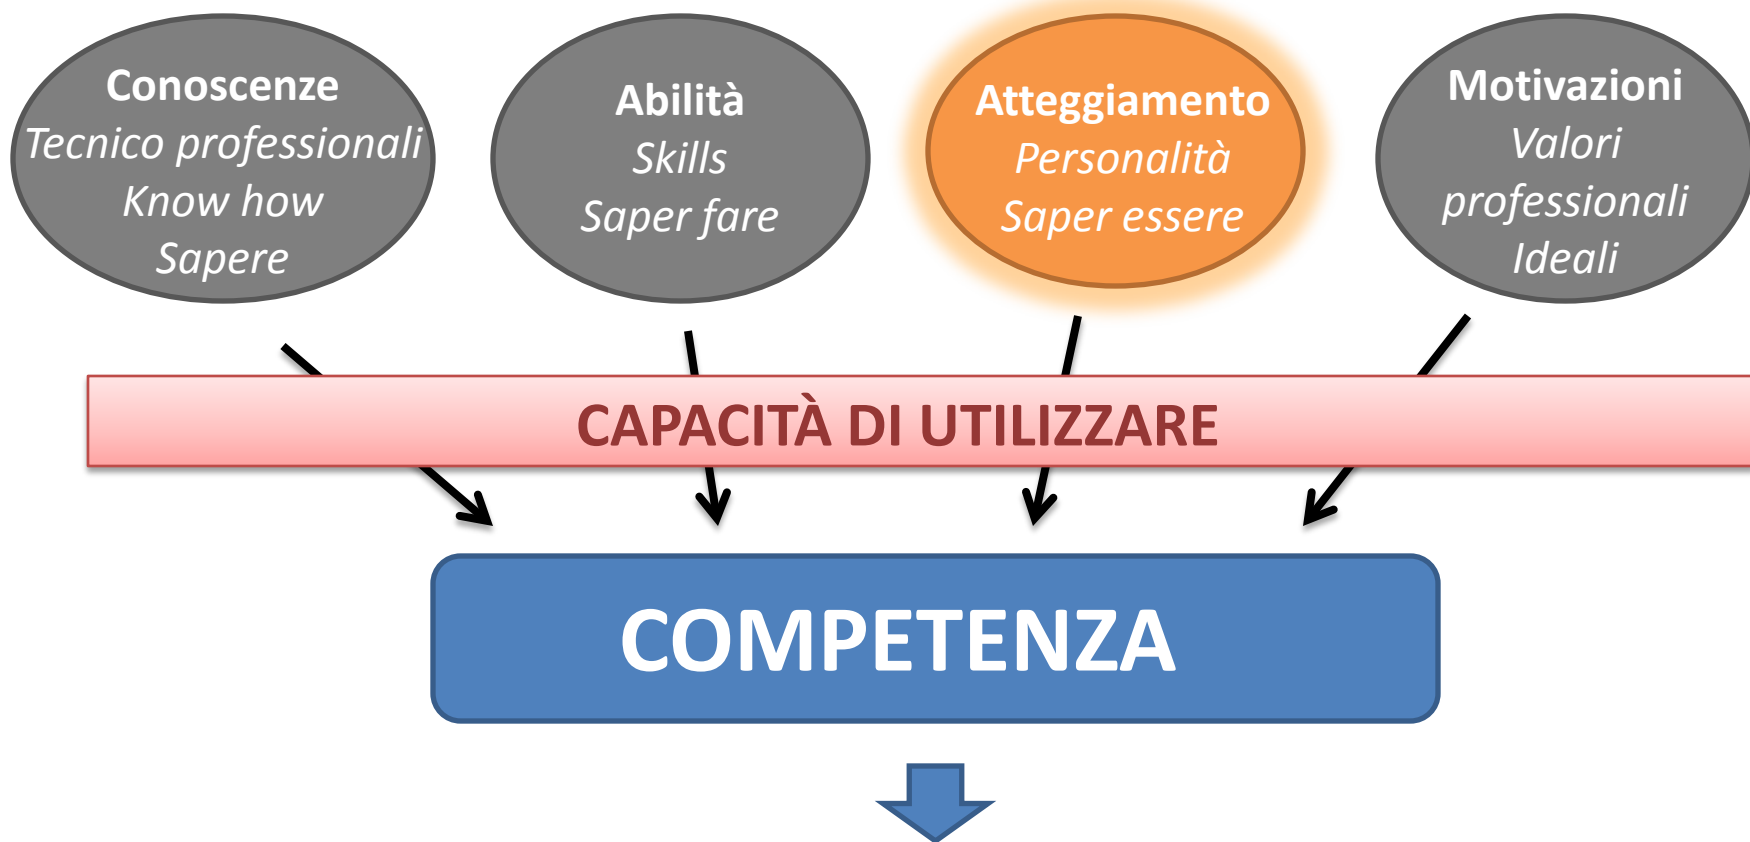 Conoscenze
Tecnico professionali
Know how
Sapere
Abilità
Skills
Saper fare
Atteggiamento
Personalità
Saper essere
Motivazioni
Valori
professionali
Ideali
CAPACITÀ DI UTILIZZARE
COMPETENZA